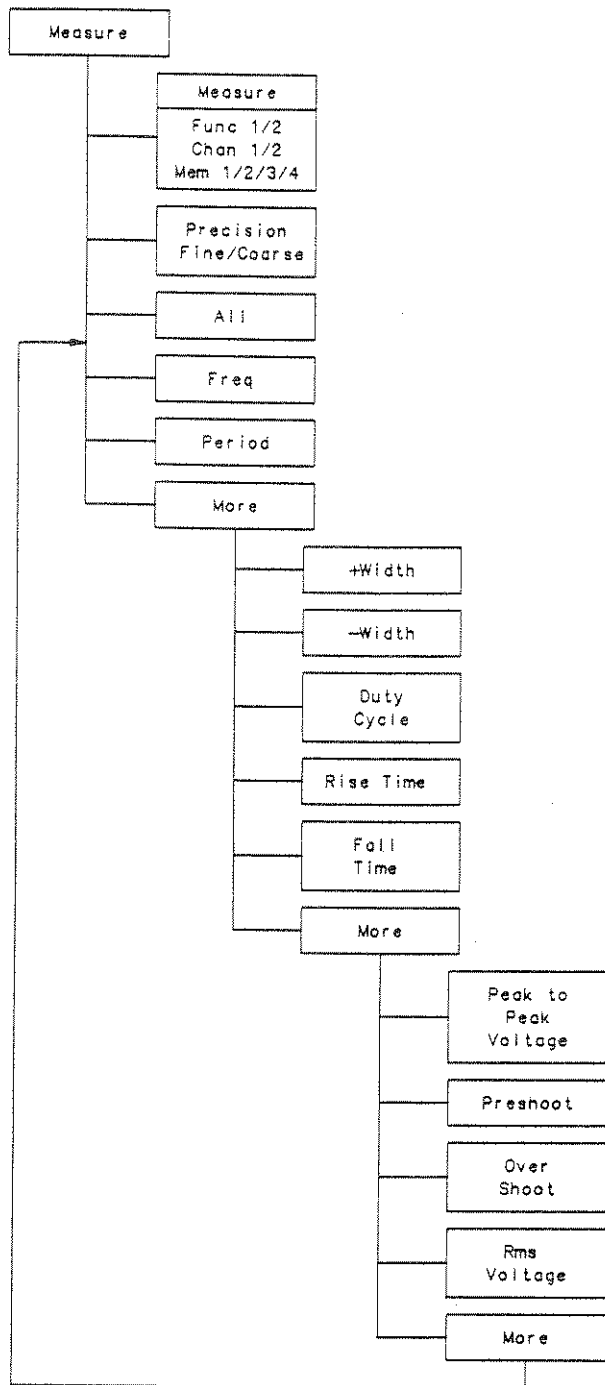 Measure
Measure
Func 1/2
Chan 1/2
Mem 1/2/3/4
Precision
Fine/Coarse
All
Freq
Period
More
+Width
-Width
Duty
Cycle
Rise Time
Fall
Time
More
Peak to
Peak
Voltage
Preshoot
Over
Shoot
Rms
Voltage
More